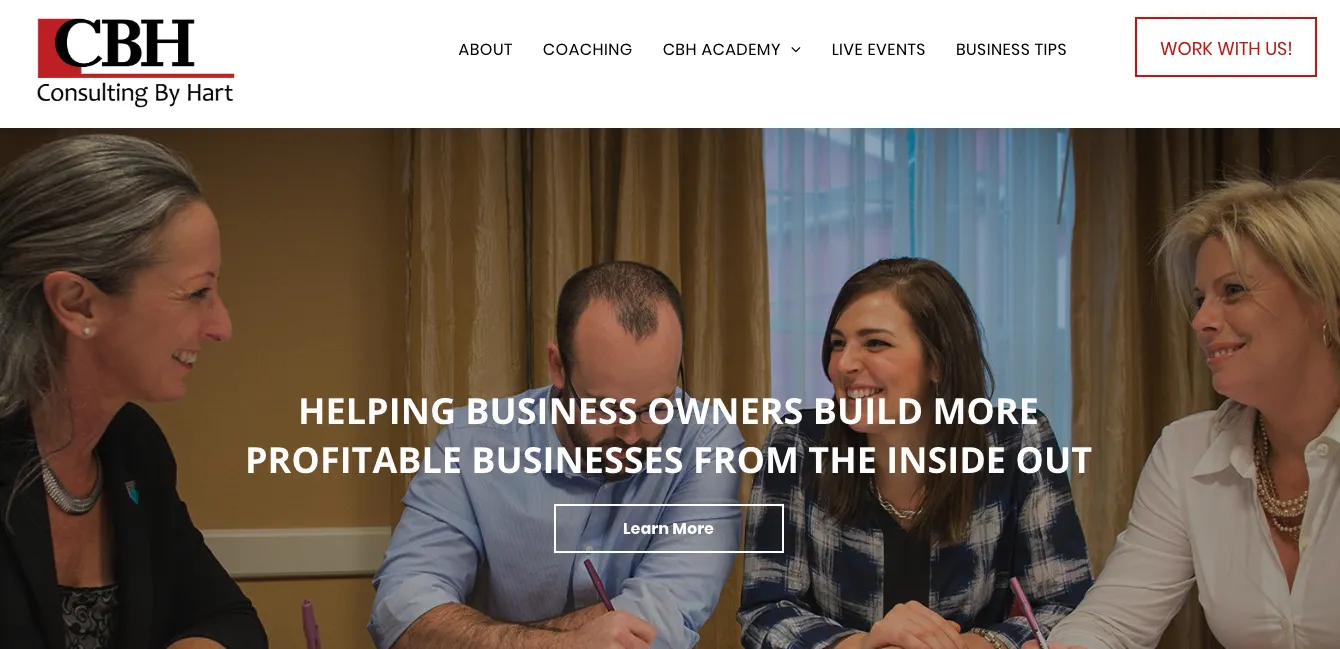 CBH
Consulting By Hart
ABOUT COACHING CBH ACADEMY LIVE EVENTS BUSINESS TIPS
WORK WITH US!
HELPING BUSINESS OWNERS BUILD MORE
PROFITABLE BUSINESSES FROM THE INSIDE OUT
Learn More